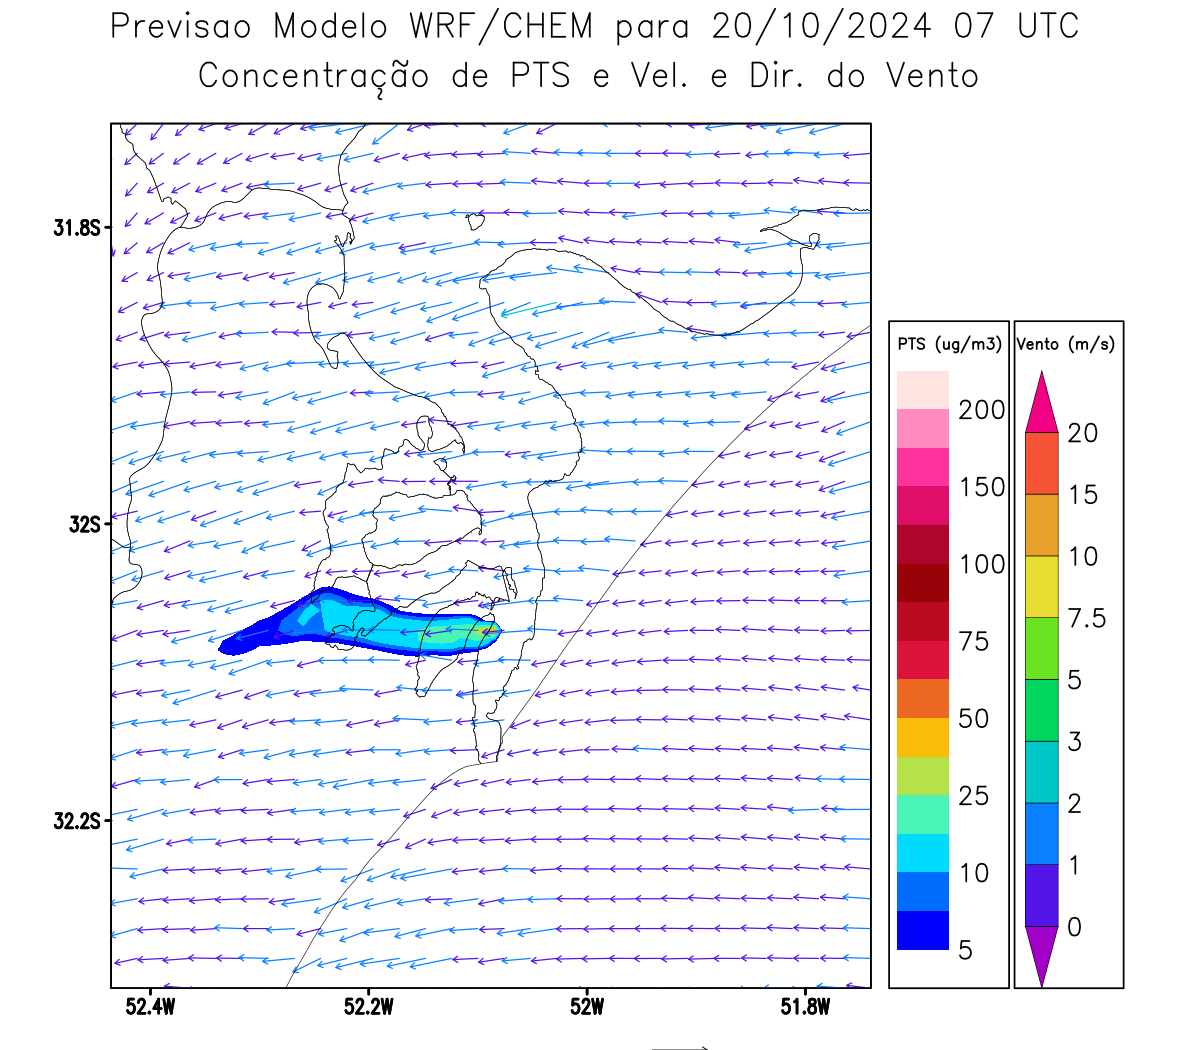 Previsao Modelo WRF/CHEM para 20/10/2024 07 UTC
Concentração de PTS e Vel. e Dir. do Vento
31.8S
32S
32.2S
52.4W
52.2W
52W
51.8W
PTS (ug/m3)
200
150
100
75
50
25
10
5
Vento (m/s)
20
15
10
7.5
5
3
2
1
0